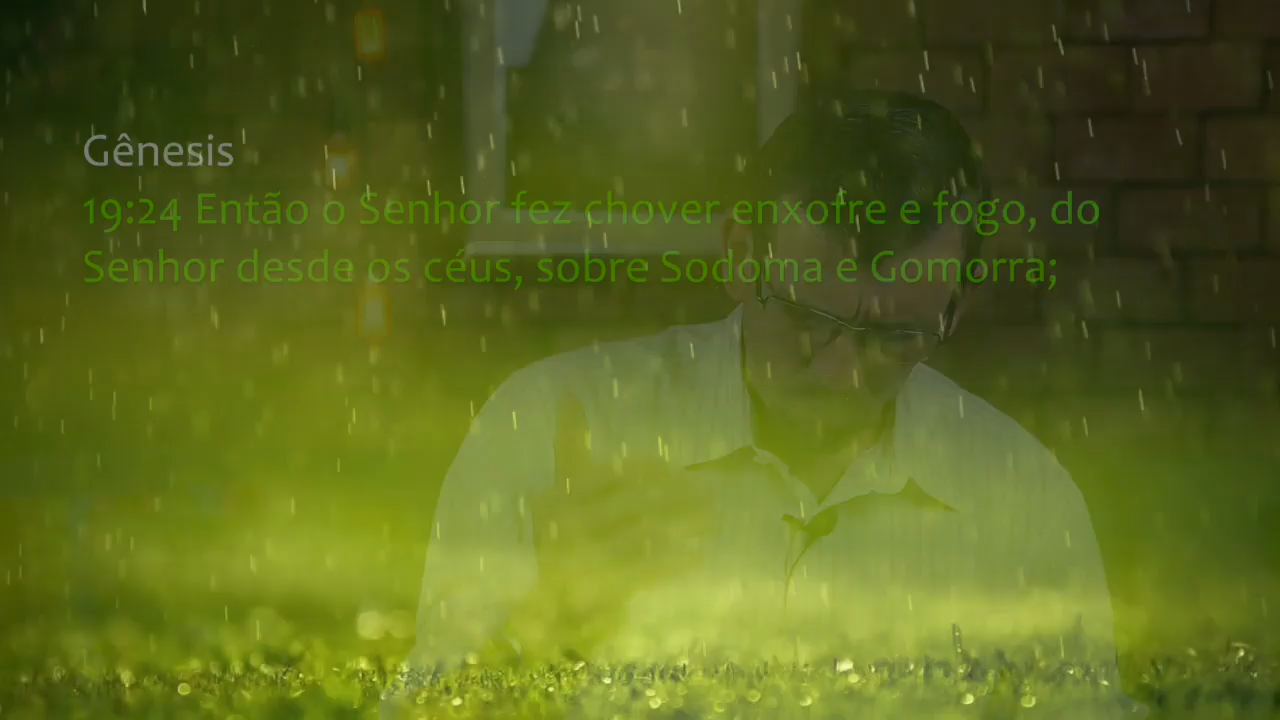 Gênesis
19:24 Então o Senhor fez chover enxofre e fogo, do
Senhor desde os céus, sobre Sodoma e Gomorra;